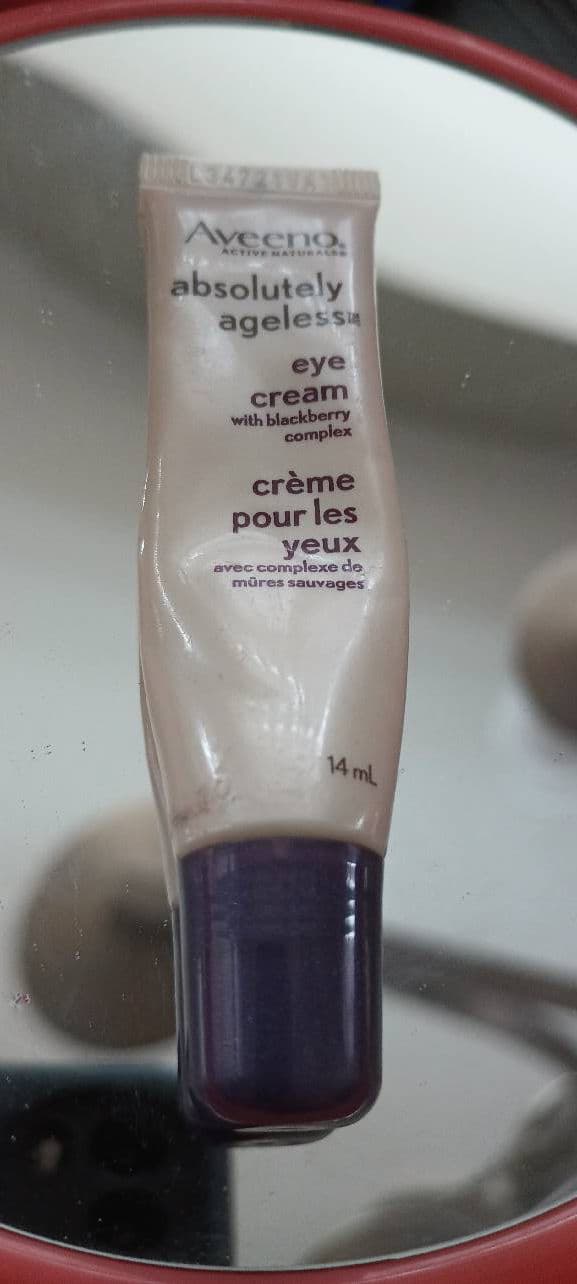 Aveeno.
ACTIVE NATURALS®
absolutely
ageless™
eye
cream
with blackberry
complex
crème
pour les
yeux
avec complexe de
mûres sauvages
14 mL